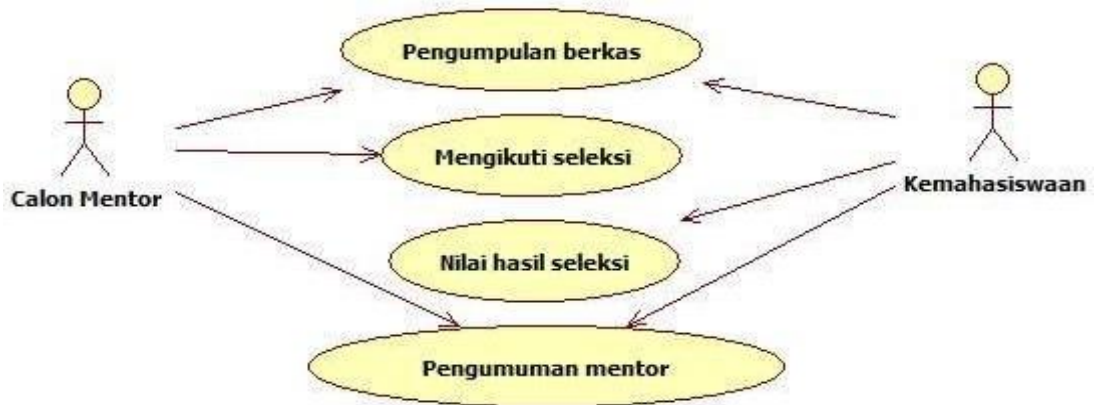 Pengumpulan berkas
Mengikuti seleksi
Calon Mentor
Kemahasiswaan
Nilai hasil seleksi
Pengumuman mentor